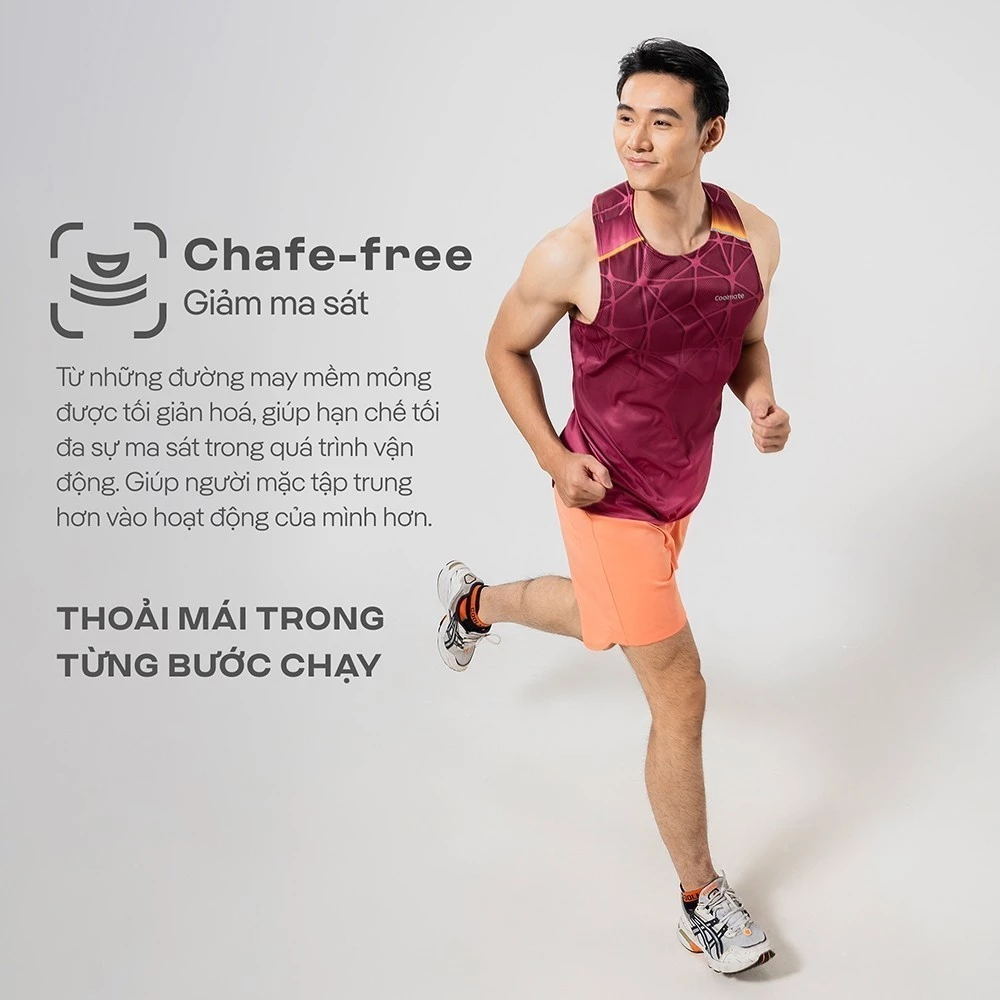 Chafe-free
Giảm ma sát
Từ những đường may mềm mỏng
được tối giản hoá, giúp hạn chế tối
đa sự ma sát trong quá trình vận
động. Giúp người mặc tập trung
hơn vào hoạt động của mình hơn.
THOẢI MÁI TRONG
TỪNG BƯỚC CHẠY
Coolmate